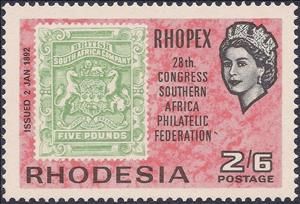 ISSUED 2 JAN 1892
BRITISH
SOUTH AFRICA COMPANY
FIVE POUNDS
RHOPEX
28th.
CONGRESS
SOUTHERN
AFRICA
PHILATELIC
FEDERATION
2/6
POSTAGE
RHODESIA